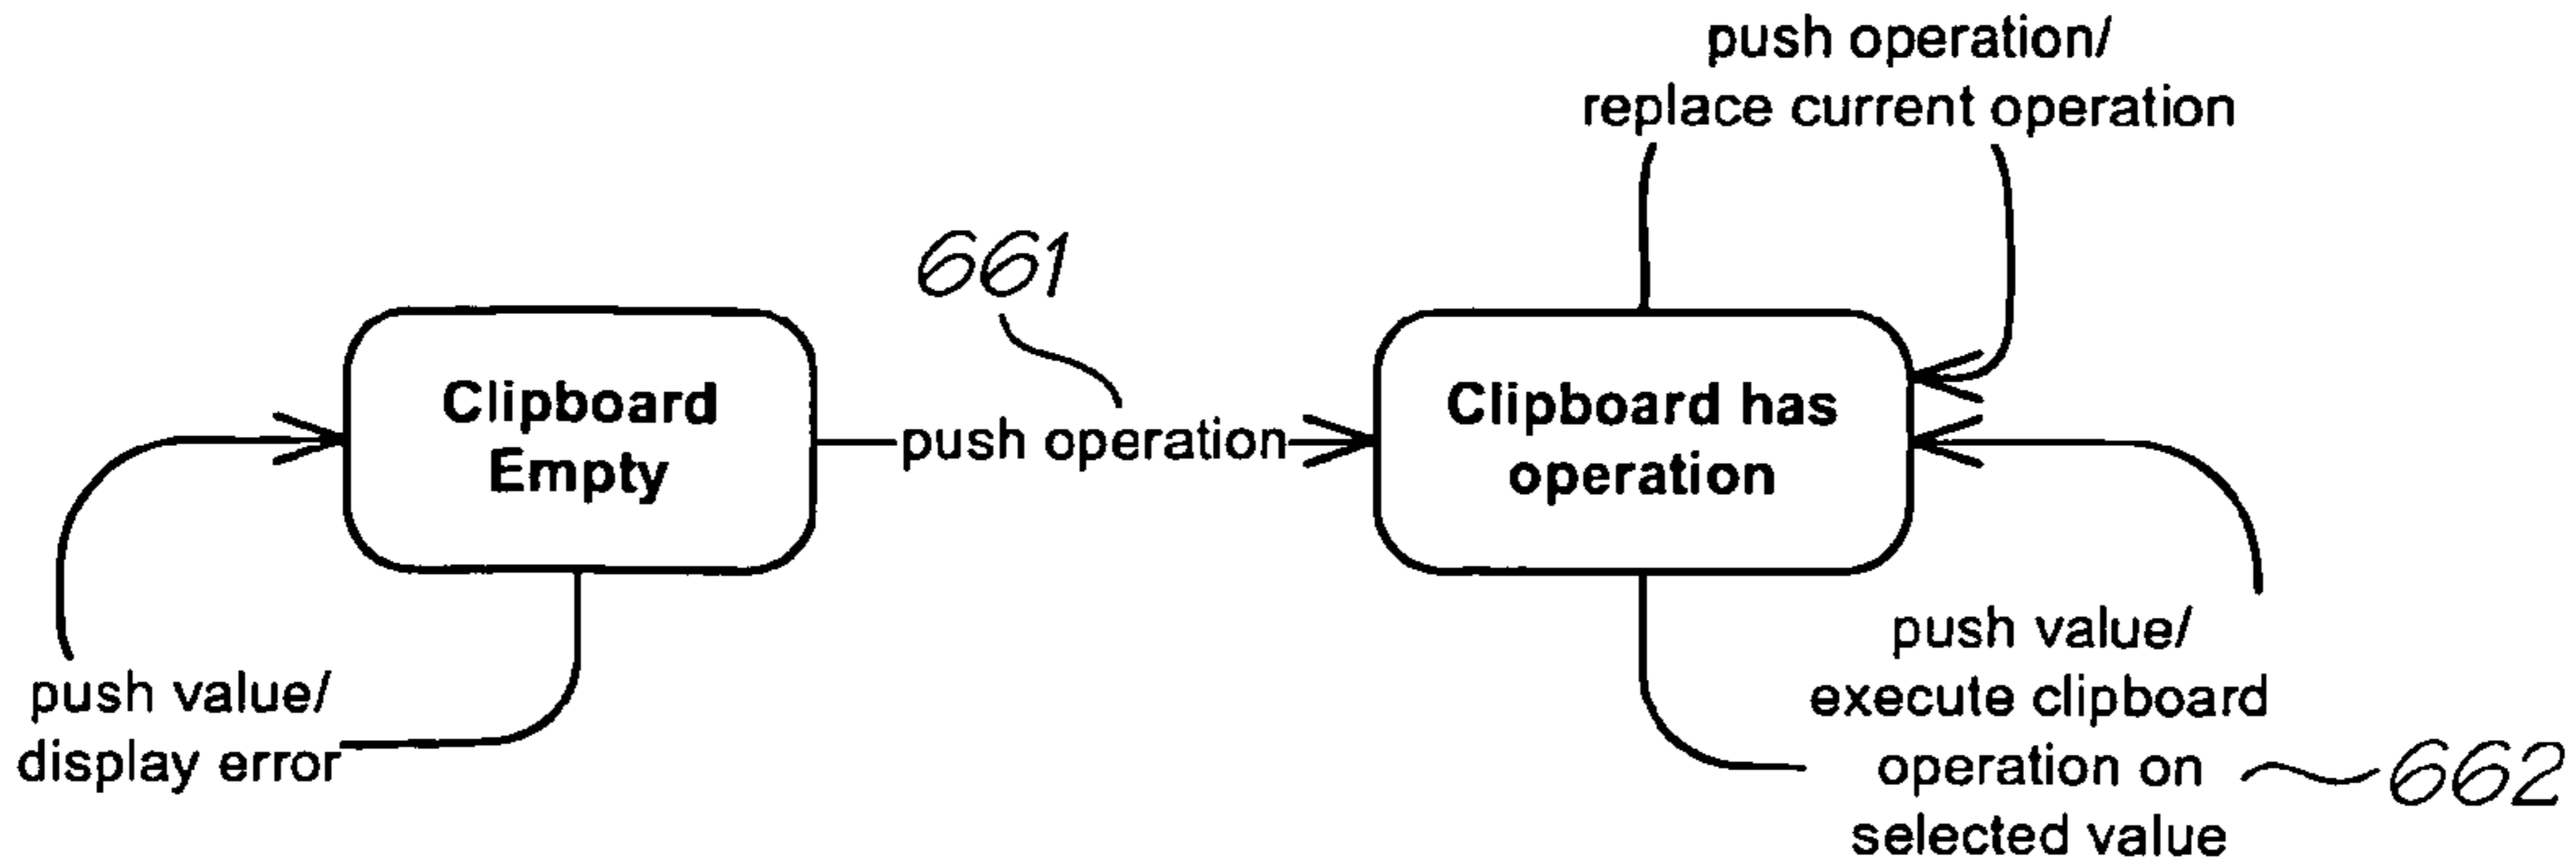 push operation/
replace current operation
661
Clipboard
Empty
push operation
Clipboard has
operation
push value/
display error
push value/
execute clipboard
operation on
selected value
662